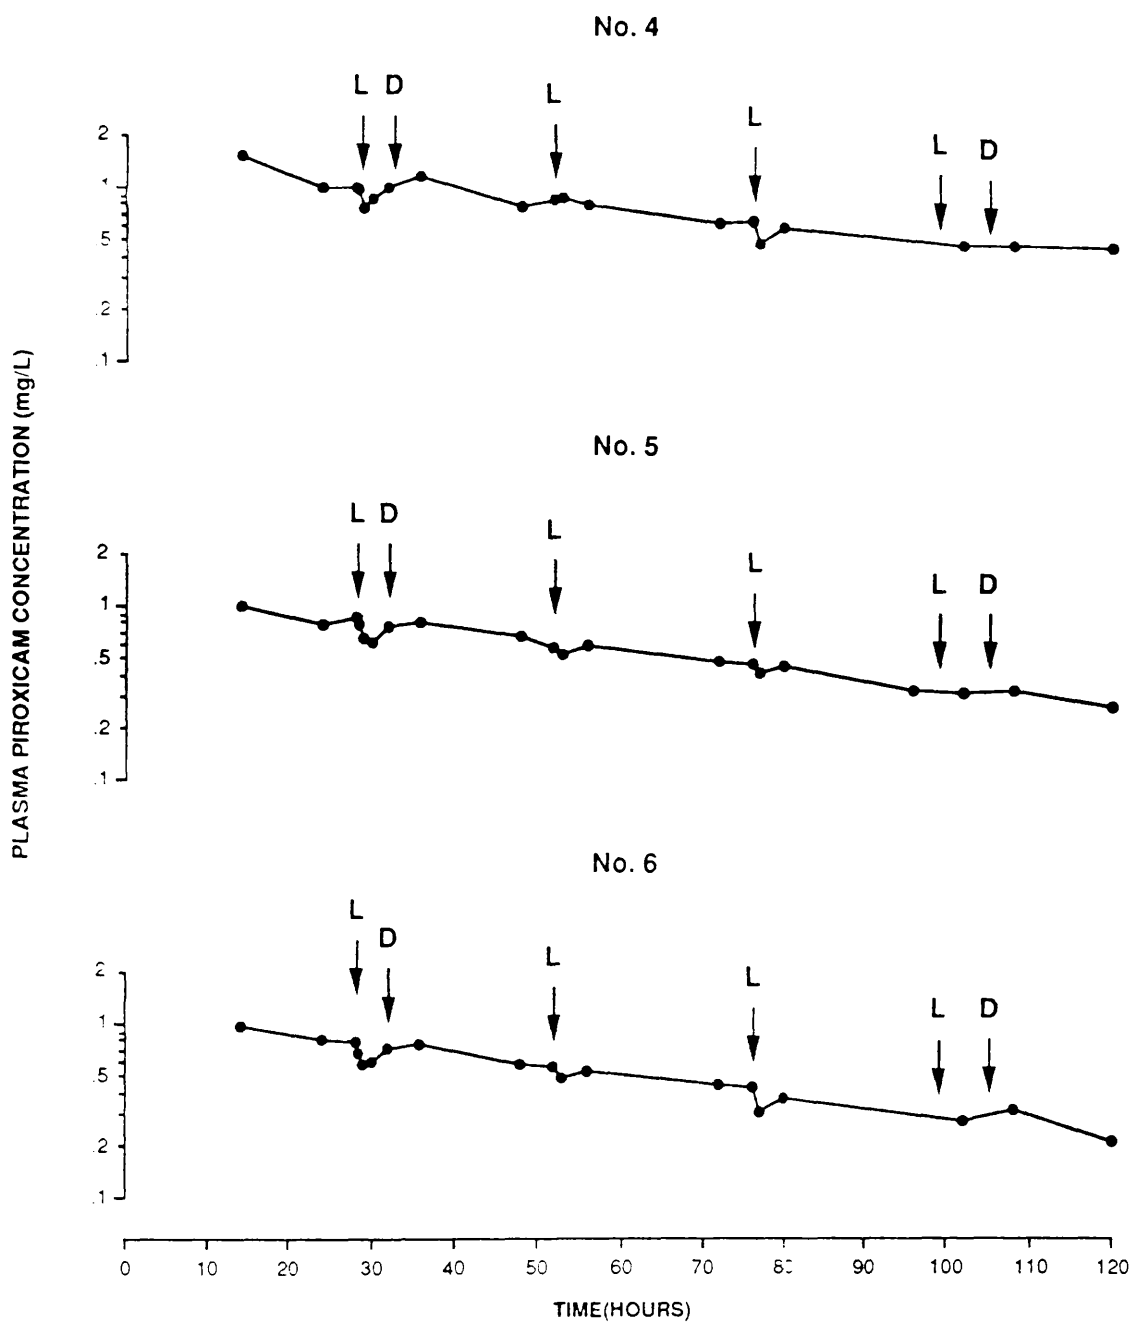 No. 4
L D
L
L
L D
2
1
5
.2
.1
PLASMA PIROXICAM CONCENTRATION (mg/L)
No. 5
L D
L
L
L D
2
1
.5
.2
.1
No. 6
L
D
L
L
L D
2
1
.5
.2
.1
0 10 20 30 40 50 60 70 80 90 100 110 120
TIME(HOURS)